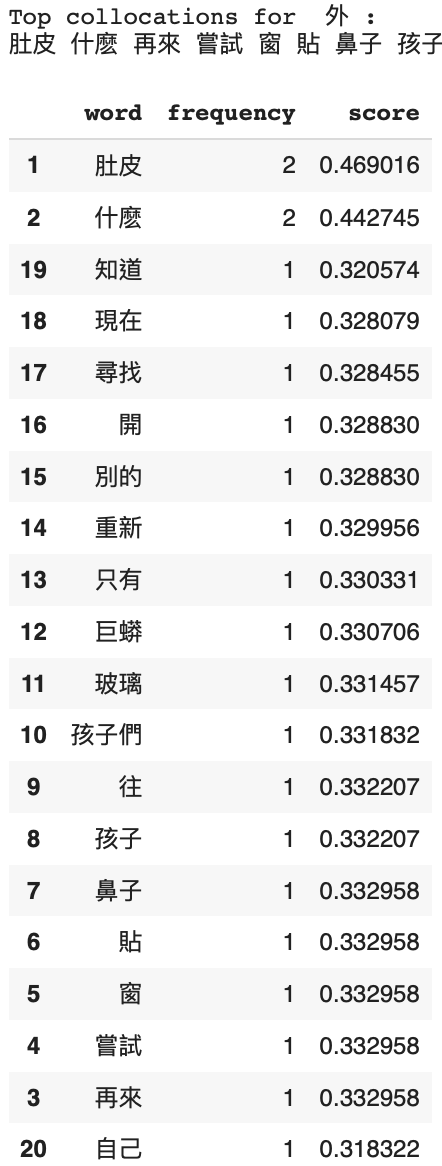 Top collocations for 外 :
肚皮 什麼 再來 嘗試 窗 貼 鼻子 孩子
word frequency score
1 肚皮 2 0.469016
2 什麼 2 0.442745
19 知道 1 0.320574
18 現在 1 0.328079
17 尋找 1 0.328455
16 開 1 0.328830
15 別的 1 0.328830
14 重新 1 0.329956
13 只有 1 0.330331
12 巨蟒 1 0.330706
11 玻璃 1 0.331457
10 孩子們 1 0.331832
9 往 1 0.332207
8 孩子 1 0.332207
7 鼻子 1 0.332958
6 貼 1 0.332958
5 窗 1 0.332958
4 嘗試 1 0.332958
3 再來 1 0.332958
20 自己 1 0.318322